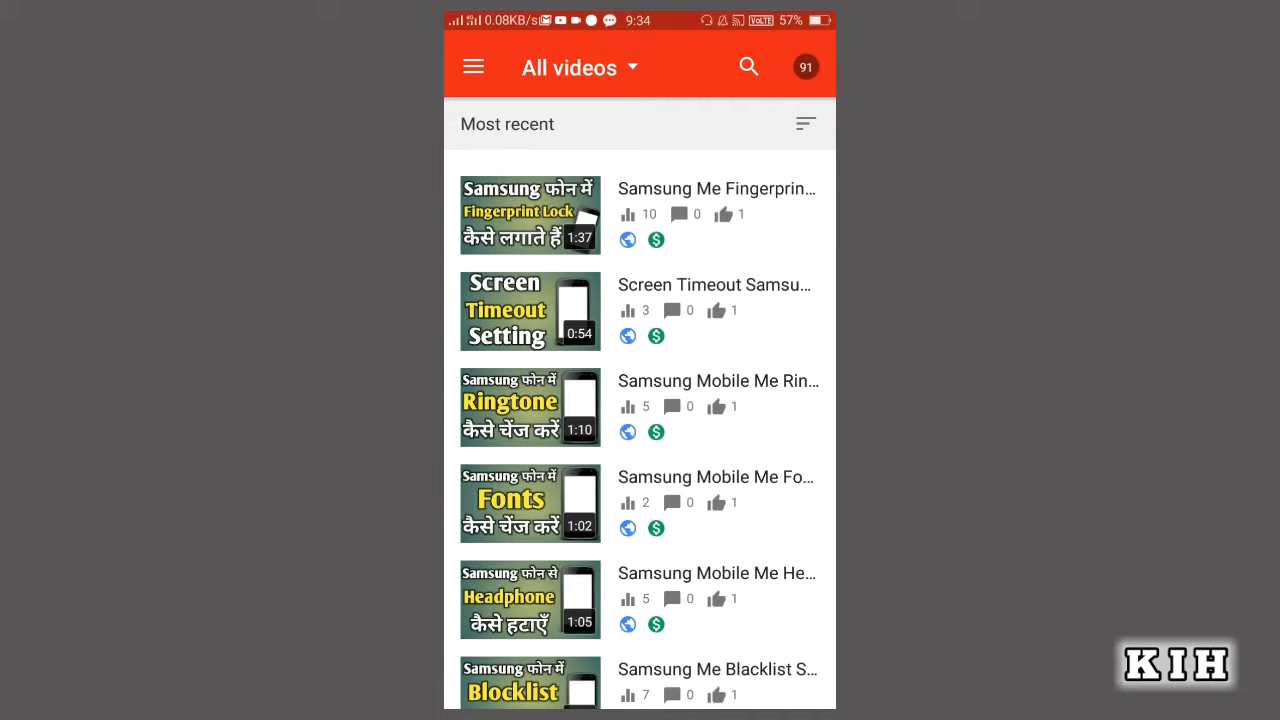 0.08KB/s 9:34 VoLTE 57%
All videos 91
Most recent
Samsung फोन में
Fingerprint Lock
कैसे लगाते हैं 1:37
Samsung Me Fingerprin...
10 0 1
Screen
Timeout
Setting 0:54
Screen Timeout Samsu...
3 0 1
Samsung फोन में
Ringtone
कैसे चेंज करें 1:10
Samsung Mobile Me Rin...
5 0 1
Samsung फोन में
Fonts
कैसे चेंज करें 1:02
Samsung Mobile Me Fo...
2 0 1
Samsung फोन से
Headphone
कैसे हटाएँ 1:05
Samsung Mobile Me He...
5 0 1
Samsung फोन में
Blocklist
Samsung Me Blacklist S...
7 0 1
KIH